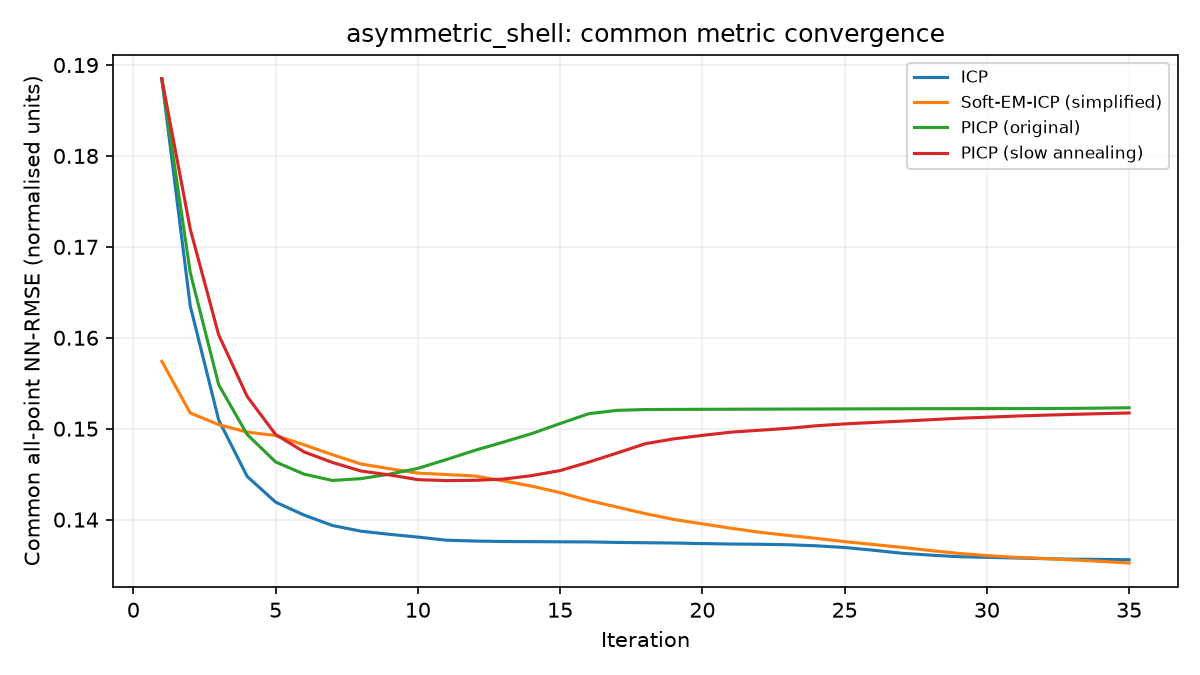 asymmetric_shell: common metric convergence
Common all-point NN-RMSE (normalised units)
0.19
0.18
0.17
0.16
0.15
0.14
ICP
Soft-EM-ICP (simplified)
PICP (original)
PICP (slow annealing)
0 5 10 15 20 25 30 35
Iteration